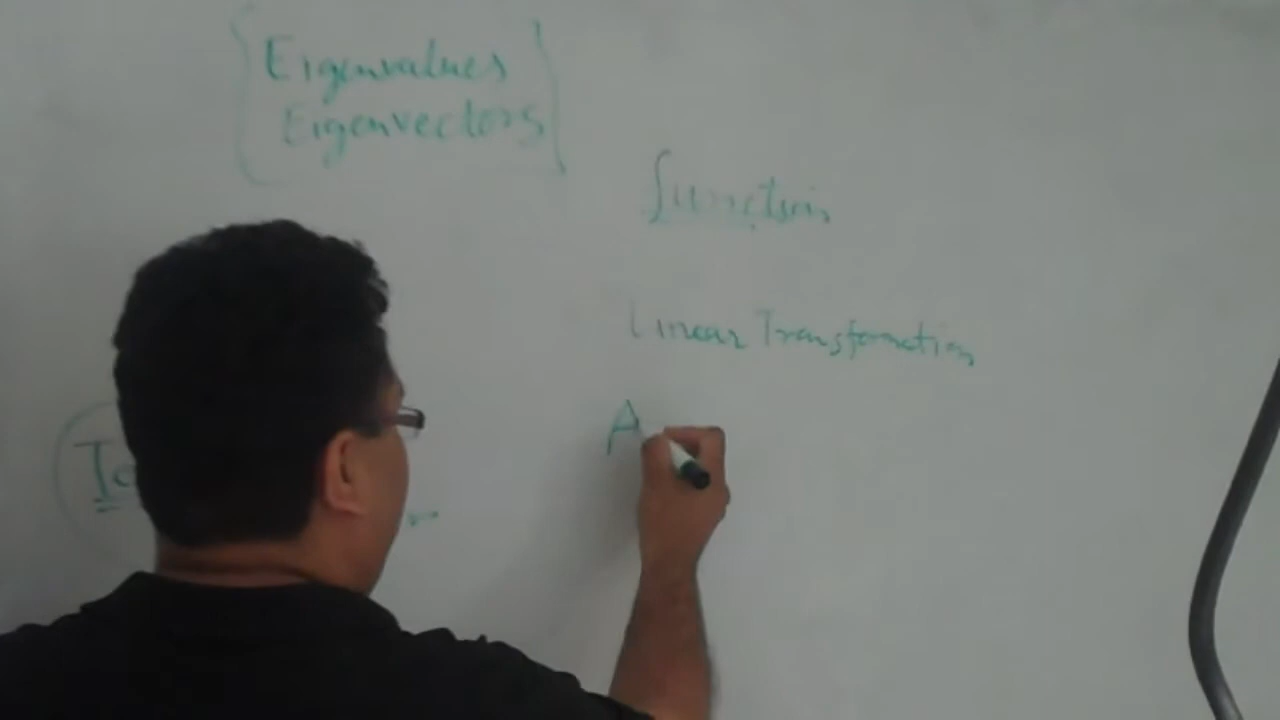 Eigenvalues
Eigenvectors
function
Linear Transformation
A